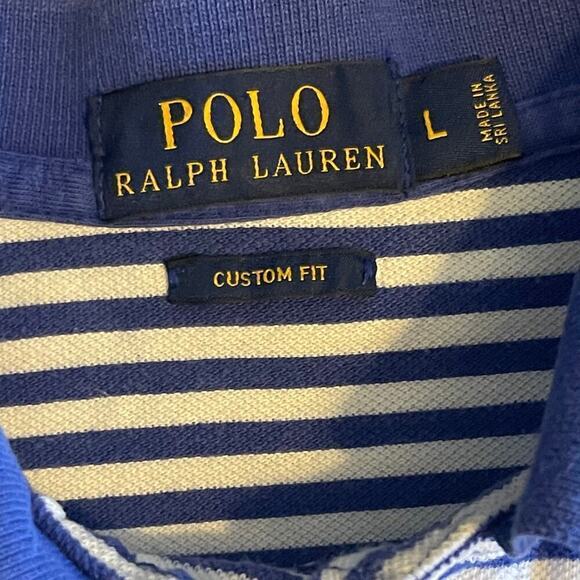 POLO
RALPH LAUREN
L
MADE IN
SRI LANKA
CUSTOM FIT